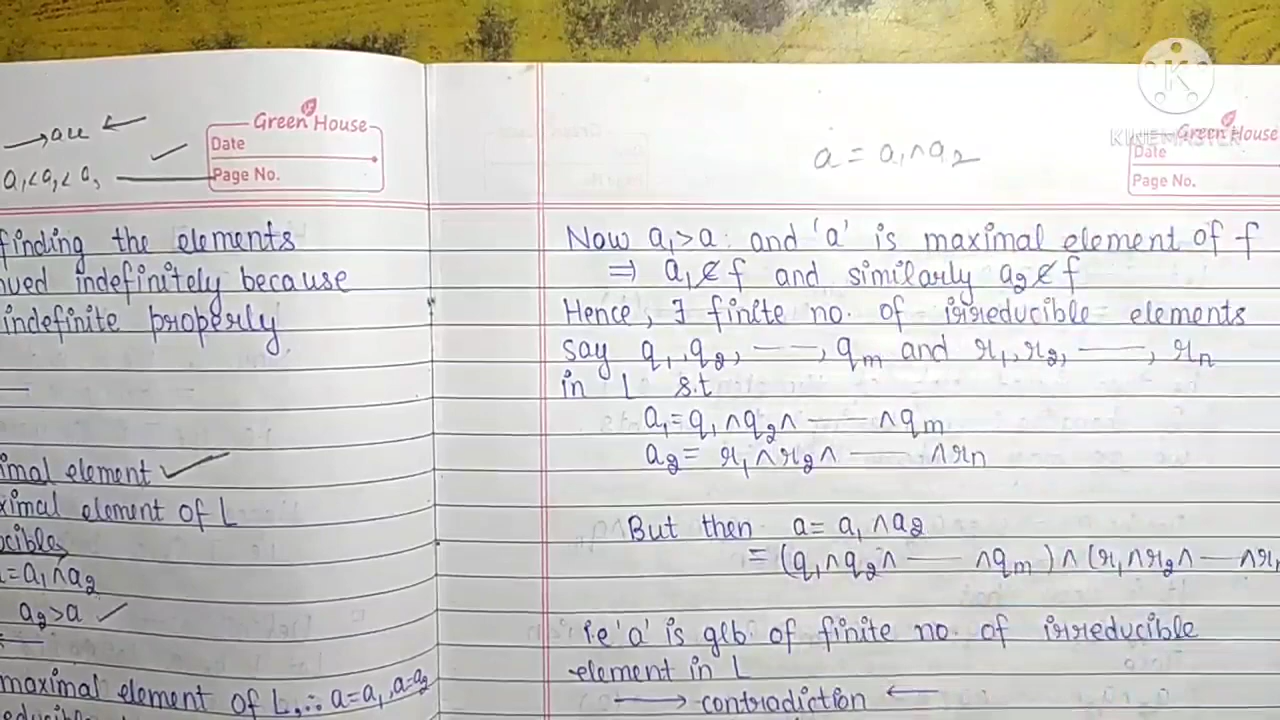 → all ←
a₁<a₂<a₃ ——
Green House
Date
Page No.
finding the elements
nued indefinitely because
indefinite properly.
imal element ✓
ximal element of L
ucibles
=a₁∧a₂
a₂>a ✓
maximal element of L, ∴ a=a₁, a=a₂
KINEMASTER
Green House
Date
Page No.
a = a₁∧a₂
Now a₁>a and 'a' is maximal element of f
⇒ a₁∉f and similarly a₂∉f
Hence, ∃ finite no. of irreducible elements
say q₁,q₂, ——, qm and r₁,r₂, ——, rn
in L s.t
a₁= q₁∧q₂∧ —— ∧qm
a₂= r₁∧r₂∧ —— ∧rn
But then a= a₁∧a₂
= (q₁∧q₂∧ —— ∧qm)∧(r₁∧r₂∧ —— ∧rn
i.e 'a' is glb. of finite no. of irreducible
element in L
→ contradiction ←